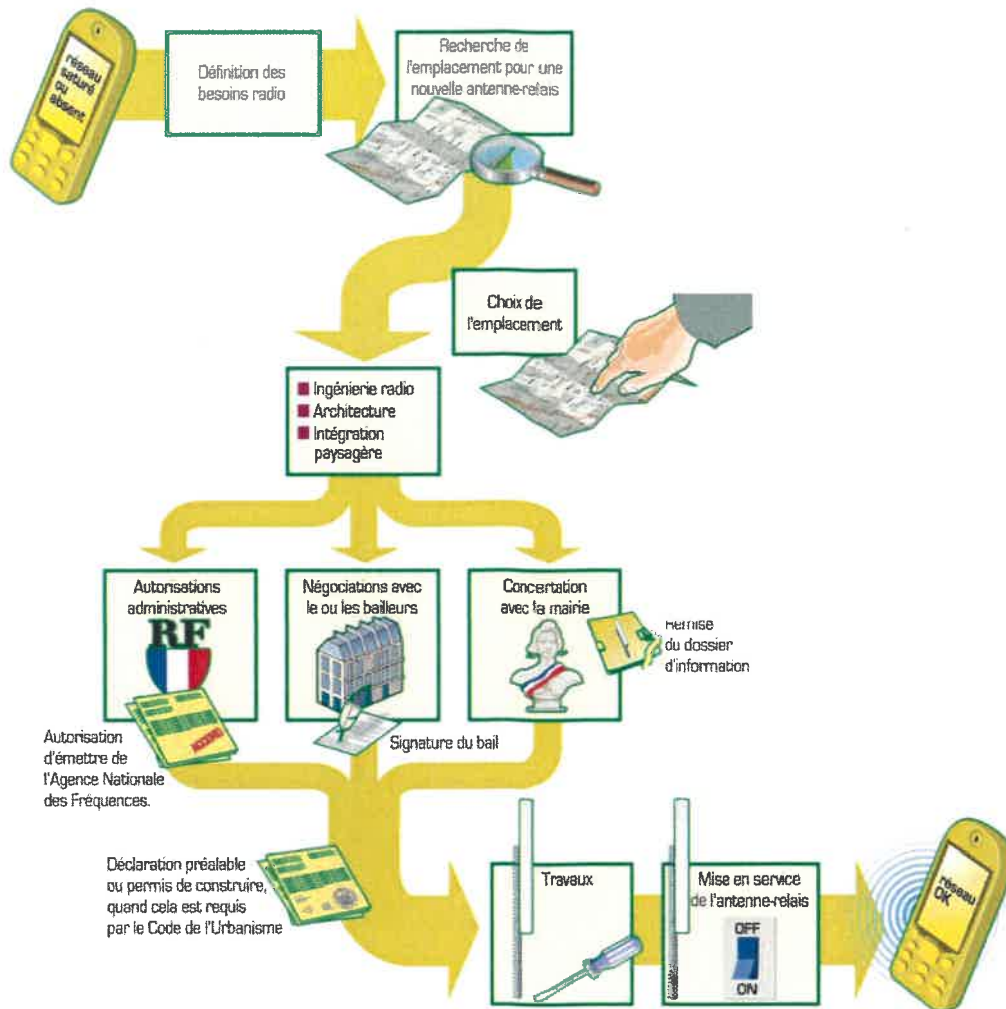 réseau
saturé
ou
absent
Définition des
besoins radio
Recherche de
l'emplacement pour une
nouvelle antenne-relais
Choix de
l'emplacement
Ingénierie radio
Architecture
Intégration
paysagère
Autorisations
administratives
RF
Négociations avec
le ou les bailleurs
Concertation
avec la mairie
Remise
du dossier
d'information
ACCORD
Autorisation
d'émettre de
l'Agence Nationale
des Fréquences.
Signature du bail
Déclaration préalable
ou permis de construire,
quand cela est requis
par le Code de l'Urbanisme
Travaux
Mise en service
de l'antenne-relais
OFF
ON
réseau
OK